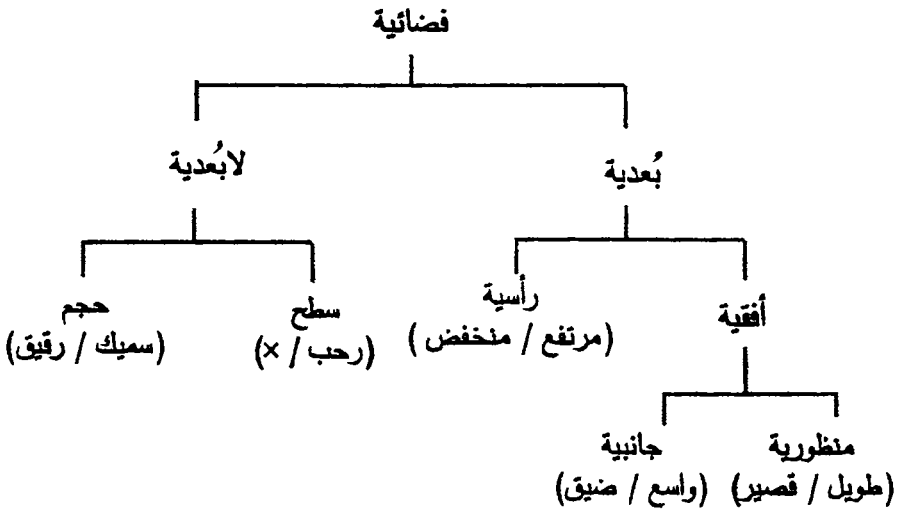 فضائية
بُعدية
لابُعدية
أفقية
رأسية
(مرتفع / منخفض)
سطح
(رحب / ×)
حجم
(سميك / رقيق)
منظورية
(طويل / قصير)
جانبية
(واسع / ضيق)